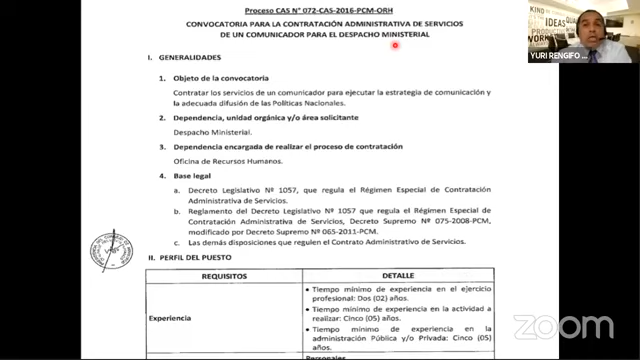 Proceso CAS Nº 072-CAS-2016-PCM-ORH
CONVOCATORIA PARA LA CONTRATACIÓN ADMINISTRATIVA DE SERVICIOS
DE UN COMUNICADOR PARA EL DESPACHO MINISTERIAL
I. GENERALIDADES
1. Objeto de la convocatoria
Contratar los servicios de un comunicador para ejecutar la estrategia de comunicación y
la adecuada difusión de las Políticas Nacionales.
2. Dependencia, unidad orgánica y/o área solicitante
Despacho Ministerial.
3. Dependencia encargada de realizar el proceso de contratación
Oficina de Recursos Humanos.
4. Base legal
a. Decreto Legislativo Nº 1057, que regula el Régimen Especial de Contratación
Administrativa de Servicios.
b. Reglamento del Decreto Legislativo Nº 1057 que regula el Régimen Especial de
Contratación Administrativa de Servicios, Decreto Supremo Nº 075-2008-PCM,
modificado por Decreto Supremo Nº 065-2011-PCM.
c. Las demás disposiciones que regulen el Contrato Administrativo de Servicios.
II. PERFIL DEL PUESTO
REQUISITOS DETALLE
Experiencia
• Tiempo mínimo de experiencia en el ejercicio
profesional: Dos (02) años.
• Tiempo mínimo de experiencia en la actividad a
realizar: Cinco (05) años.
• Tiempo mínimo de experiencia en la
administración Pública y/o Privada: Cinco (05)
años.
Personales
KIND
IDEAS
PRODUCTIV
WORK
YURI RENGIFO ...
zoom